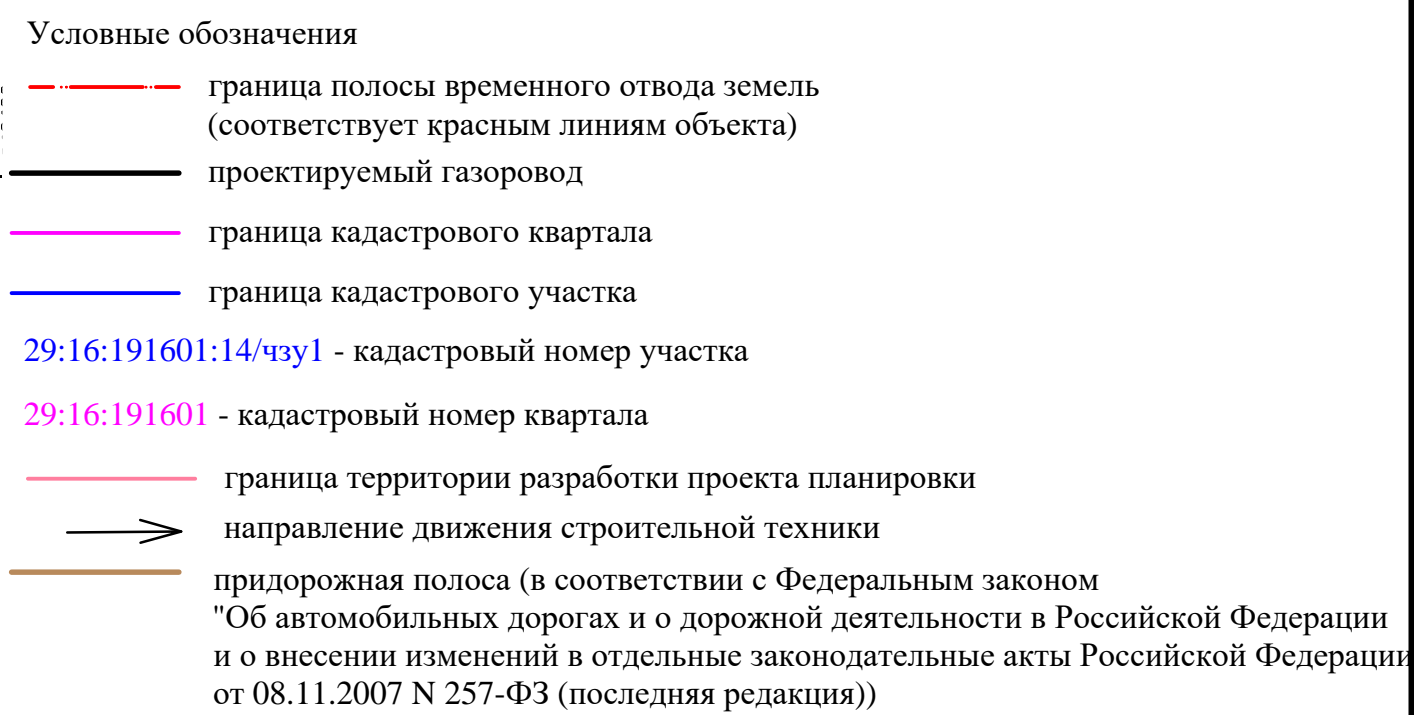 Условные обозначения
граница полосы временного отвода земель
(соответствует красным линиям объекта)
проектируемый газоровод
граница кадастрового квартала
граница кадастрового участка
29:16:191601:14/чзу1 - кадастровый номер участка
29:16:191601 - кадастровый номер квартала
граница территории разработки проекта планировки
направление движения строительной техники
придорожная полоса (в соответствии с Федеральным законом
"Об автомобильных дорогах и о дорожной деятельности в Российской Федерации
и о внесении изменений в отдельные законодательные акты Российской Федерации
от 08.11.2007 N 257-ФЗ (последняя редакция))